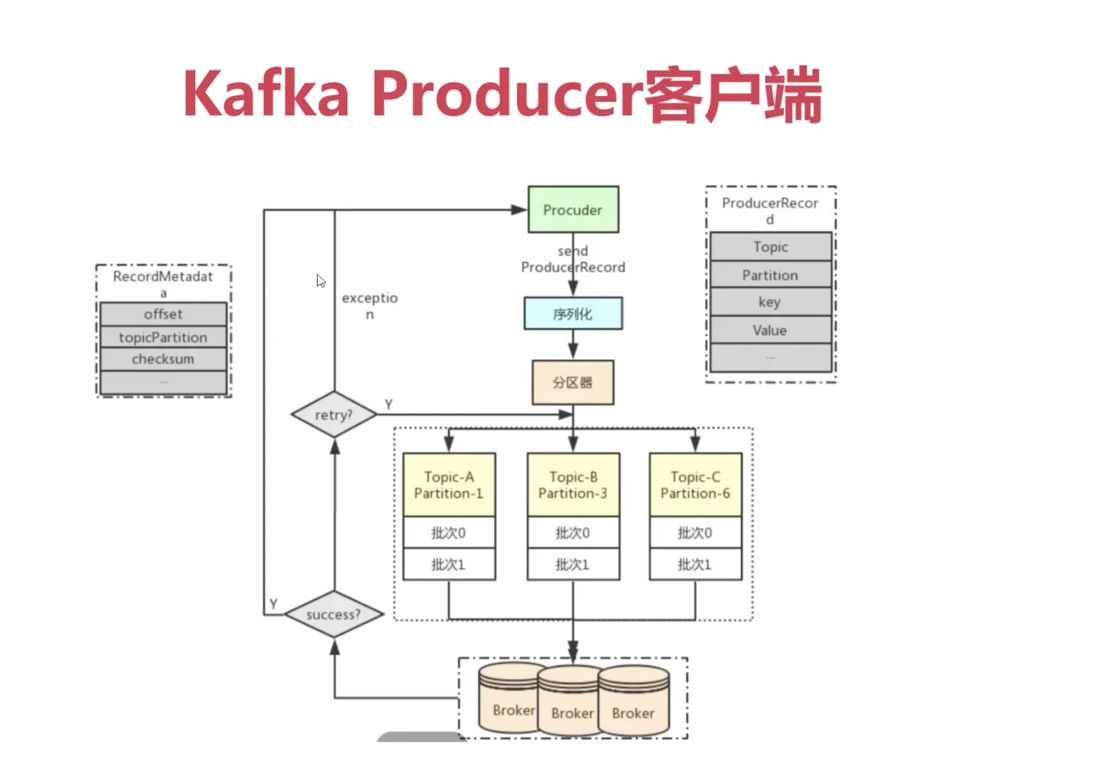 Kafka Producer客户端
Procuder
send
ProducerRecord
序列化
分区器
ProducerRecor
d
Topic
Partition
key
Value
...
RecordMetadat
a
offset
topicPartition
checksum
...
exceptio
n
retry?
Y
Topic-A
Partition-1
批次0
批次1
Topic-B
Partition-3
批次0
批次1
Topic-C
Partition-6
批次0
批次1
Y
success?
Broker
Broker
Broker